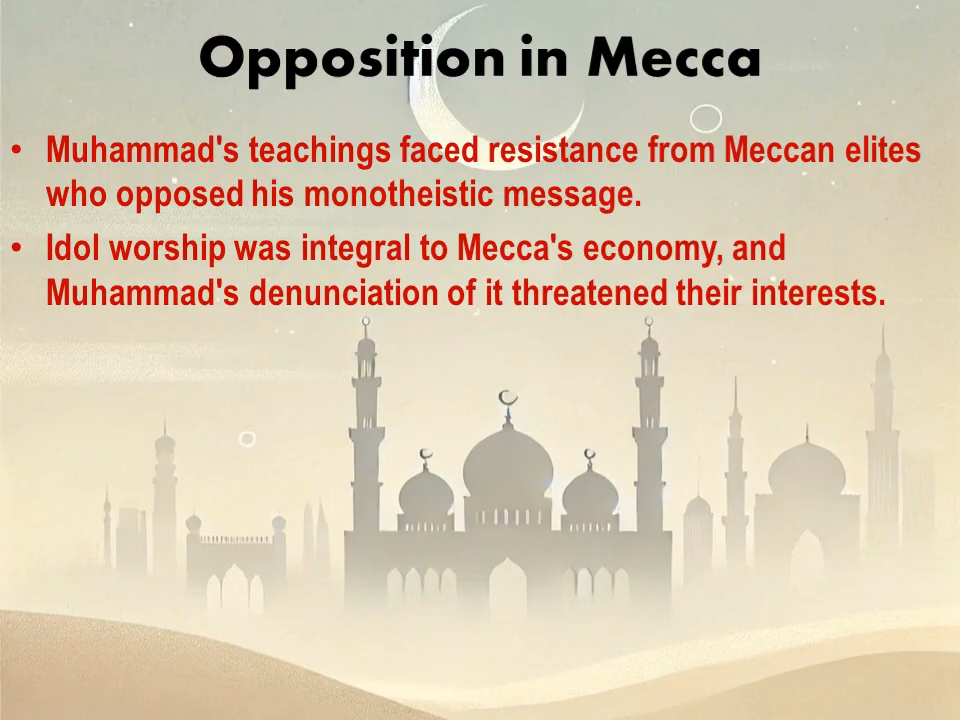 Opposition in Mecca
• Muhammad's teachings faced resistance from Meccan elites
who opposed his monotheistic message.
• Idol worship was integral to Mecca's economy, and
Muhammad's denunciation of it threatened their interests.